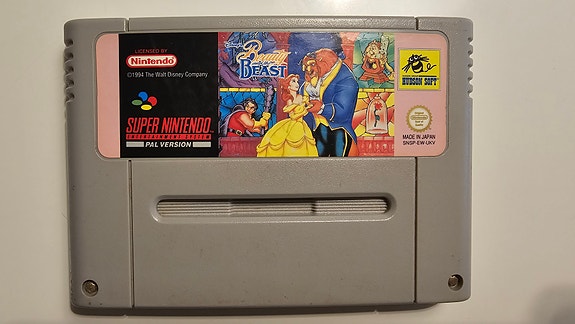 LICENSED BY
Nintendo
©1994 The Walt Disney Company
SUPER NINTENDO
ENTERTAINMENT SYSTEM
PAL VERSION
Disney's
Beauty
and the
BEAST
HUDSON SOFT
MADE IN JAPAN
SNSP-EW-UKV